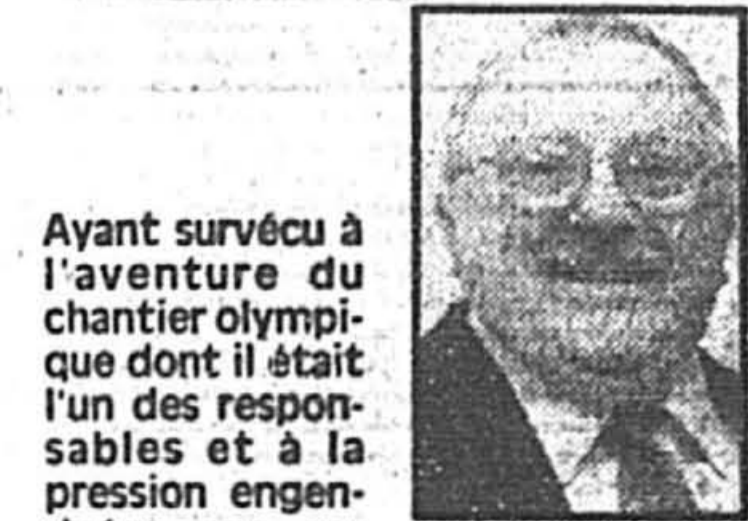 Ayant survécu à
l'aventure du
chantier olympi-
que dont il était
l'un des respon-
sables et à la
pression engen-